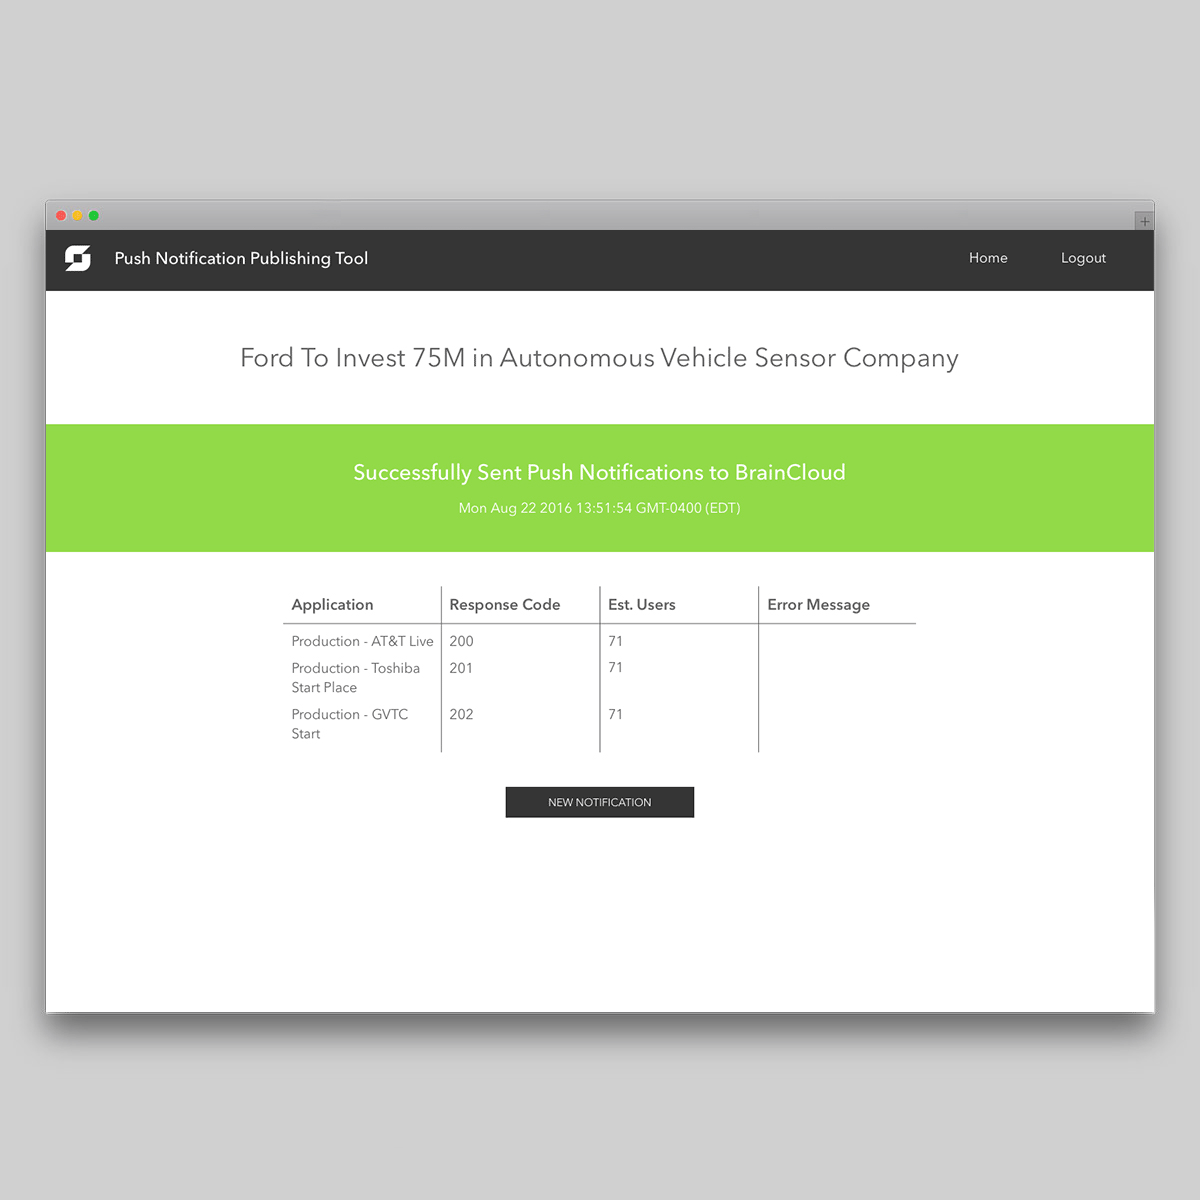 Push Notification Publishing Tool
Home
Logout
Ford To Invest 75M in Autonomous Vehicle Sensor Company
Successfully Sent Push Notifications to BrainCloud
Mon Aug 22 2016 13:51:54 GMT-0400 (EDT)
Application Response Code Est. Users Error Message
Production - AT&T Live 200 71
Production - Toshiba 201 71
Start Place
Production - GVTC 202 71
Start
NEW NOTIFICATION